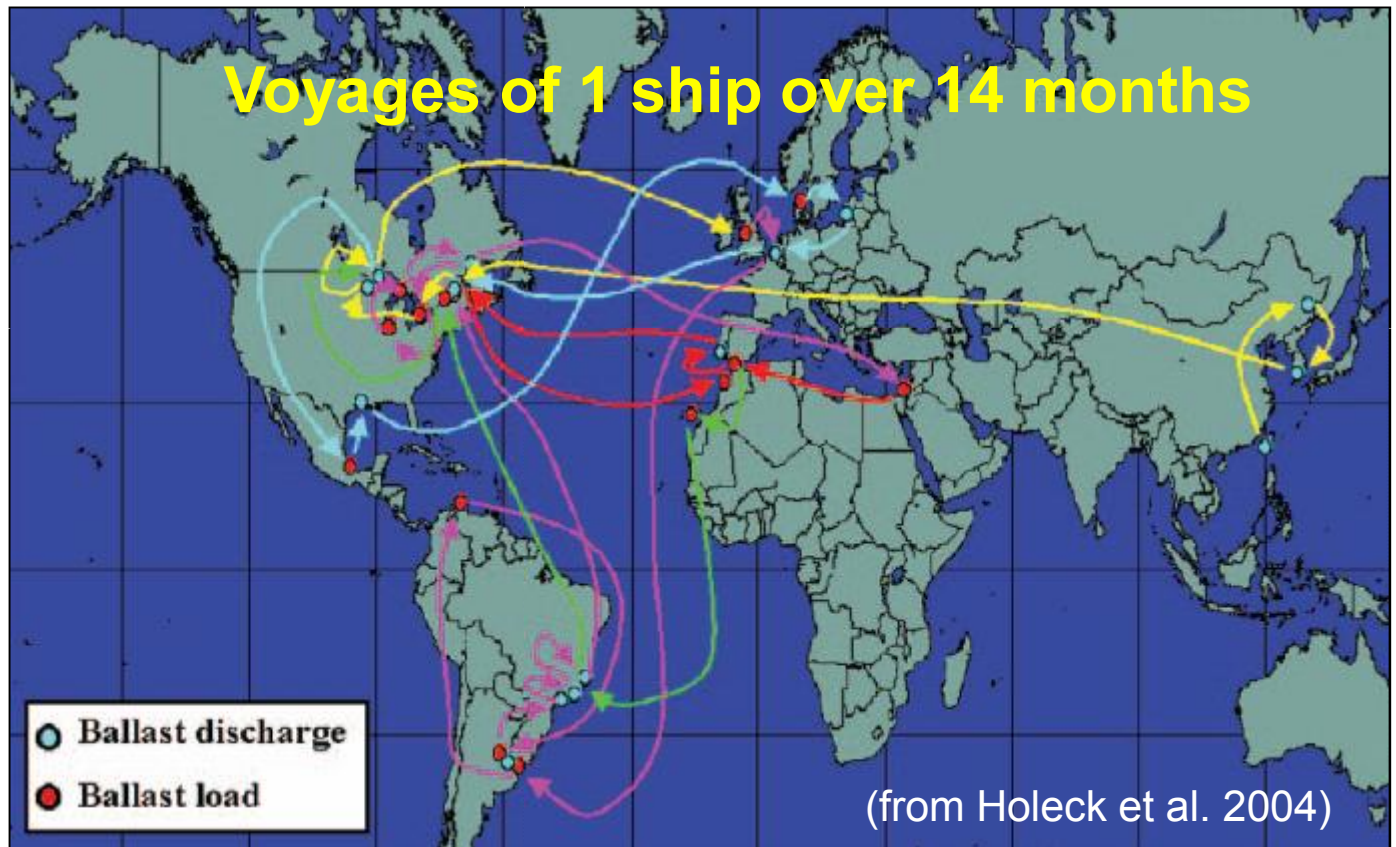 Voyages of 1 ship over 14 months
Ballast discharge
Ballast load
(from Holeck et al. 2004)